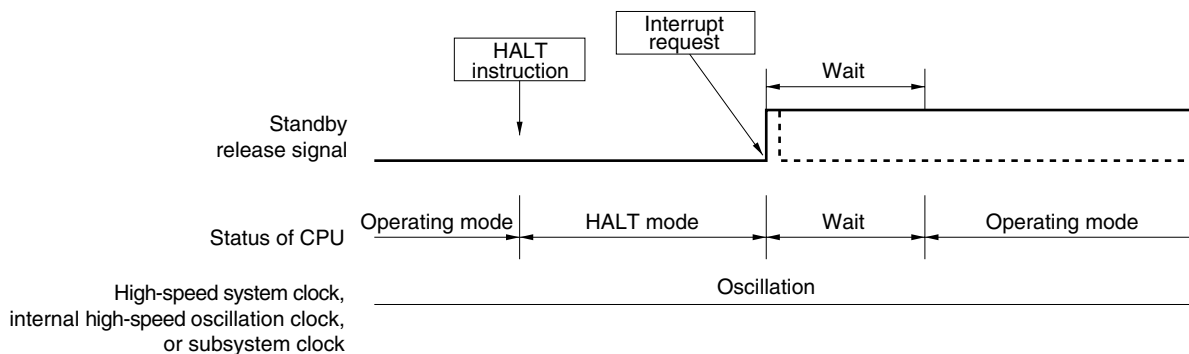 HALT
instruction
Interrupt
request
Wait
Standby
release signal
Status of CPU
Operating mode
HALT mode
Wait
Operating mode
High-speed system clock,
internal high-speed oscillation clock,
or subsystem clock
Oscillation